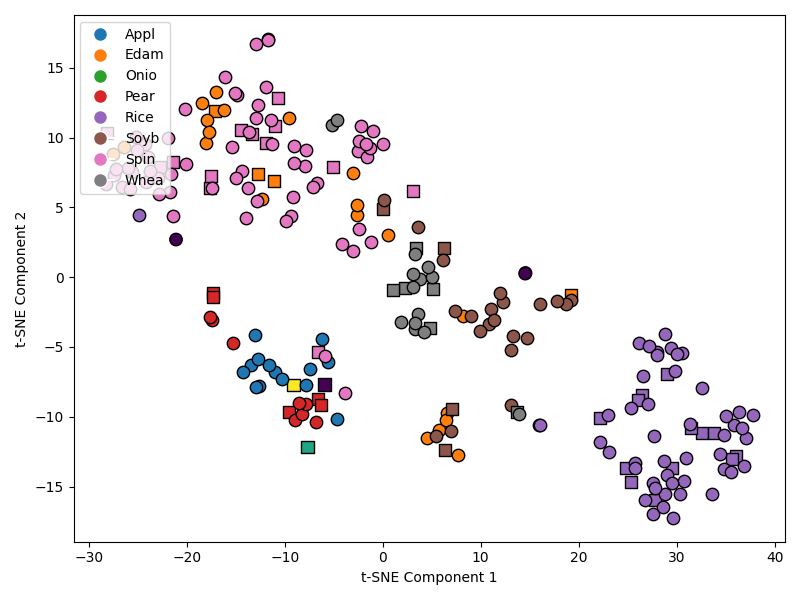 15
10
5
0
−5
−10
−15
t-SNE Component 2
Appl
Edam
Onio
Pear
Rice
Soyb
Spin
Whea
−30
−20
−10
0
10
20
30
40
t-SNE Component 1